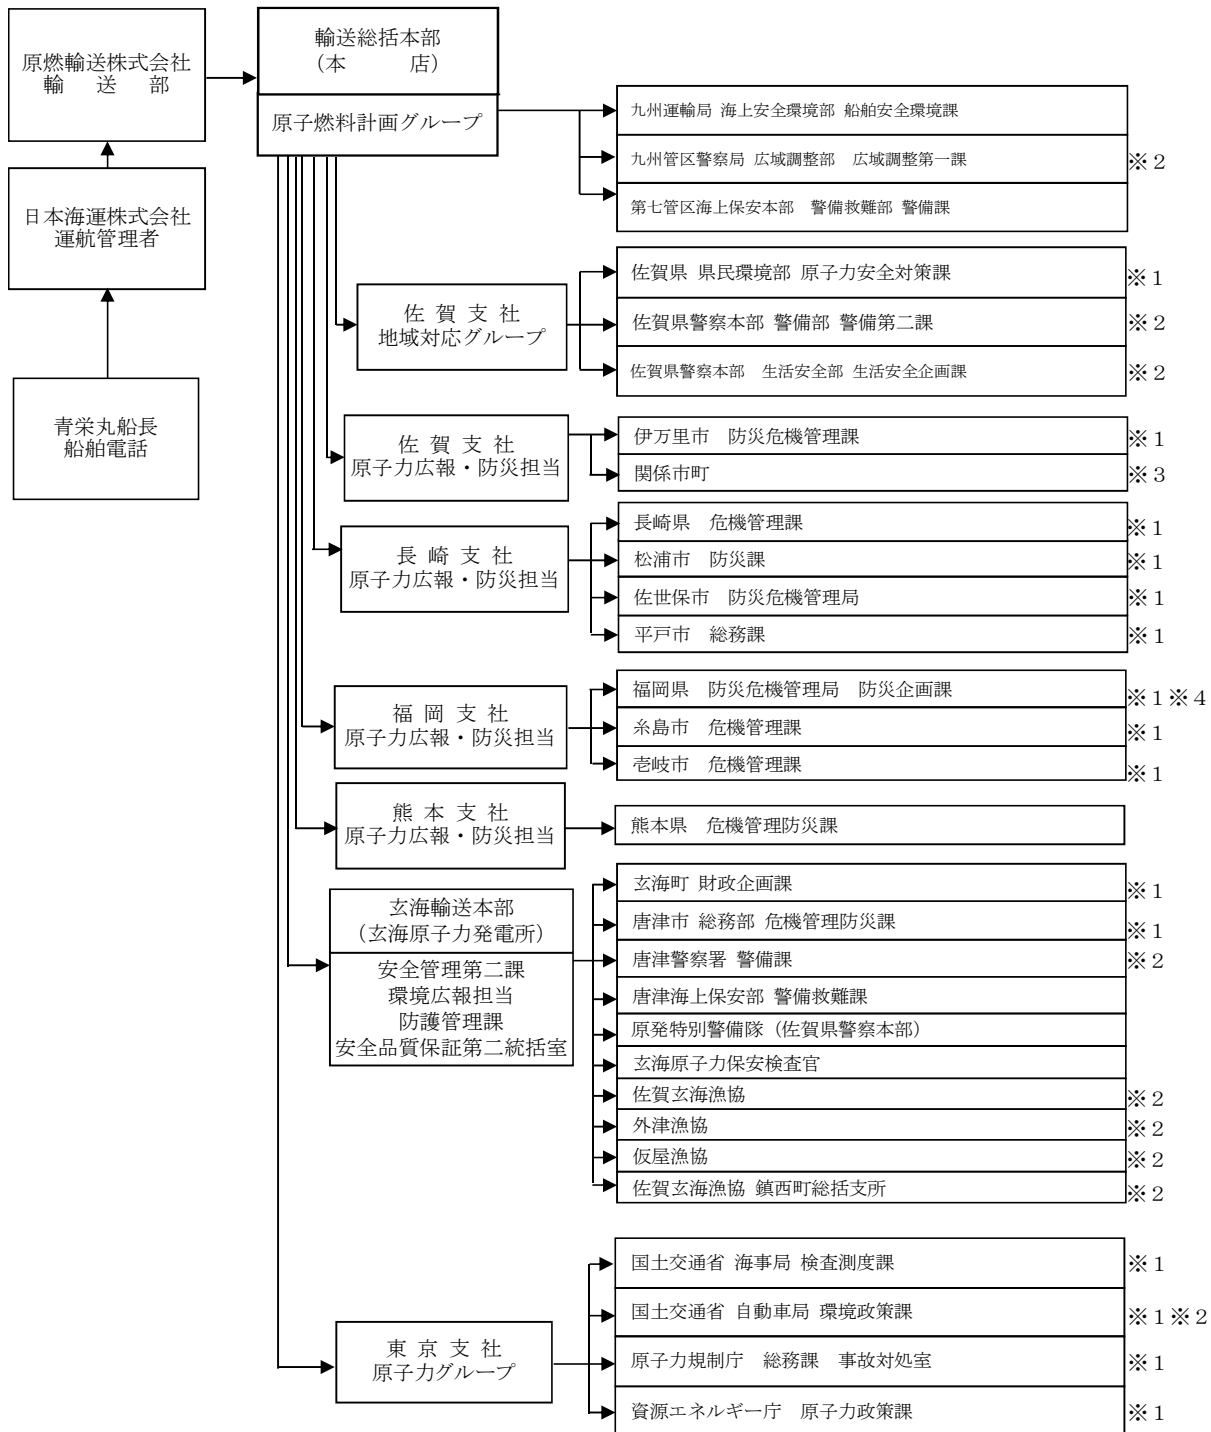 原燃輸送株式会社
輸　送　部
日本海運株式会社
運航管理者
青栄丸船長
船舶電話
輸送総括本部
（本　　店）
原子燃料計画グループ
九州運輸局 海上安全環境部 船舶安全環境課
九州管区警察局 広域調整部　広域調整第一課 ※２
第七管区海上保安本部　警備救難部 警備課
佐 賀 支 社
地域対応グループ
佐賀県 県民環境部 原子力安全対策課 ※１
佐賀県警察本部 警備部 警備第二課 ※２
佐賀県警察本部　生活安全部 生活安全企画課 ※２
佐 賀 支 社
原子力広報・防災担当
伊万里市　防災危機管理課 ※１
関係市町 ※３
長 崎 支 社
原子力広報・防災担当
長崎県　危機管理課 ※１
松浦市　防災課 ※１
佐世保市　防災危機管理局 ※１
平戸市　総務課 ※１
福 岡 支 社
原子力広報・防災担当
福岡県　防災危機管理局　防災企画課 ※１※４
糸島市　危機管理課 ※１
壱岐市　危機管理課 ※１
熊 本 支 社
原子力広報・防災担当
熊本県　危機管理防災課
玄海輸送本部
（玄海原子力発電所）
安全管理第二課
環境広報担当
防護管理課
安全品質保証第二統括室
玄海町 財政企画課 ※１
唐津市 総務部 危機管理防災課 ※１
唐津警察署 警備課 ※２
唐津海上保安部 警備救難課
原発特別警備隊（佐賀県警察本部）
玄海原子力保安検査官
佐賀玄海漁協 ※２
外津漁協 ※２
仮屋漁協 ※２
佐賀玄海漁協 鎮西町総括支所 ※２
東 京 支 社
原子力グループ
国土交通省 海事局 検査測度課 ※１
国土交通省 自動車局 環境政策課 ※１※２
原子力規制庁　総務課　事故対処室 ※１
資源エネルギー庁　原子力政策課 ※１